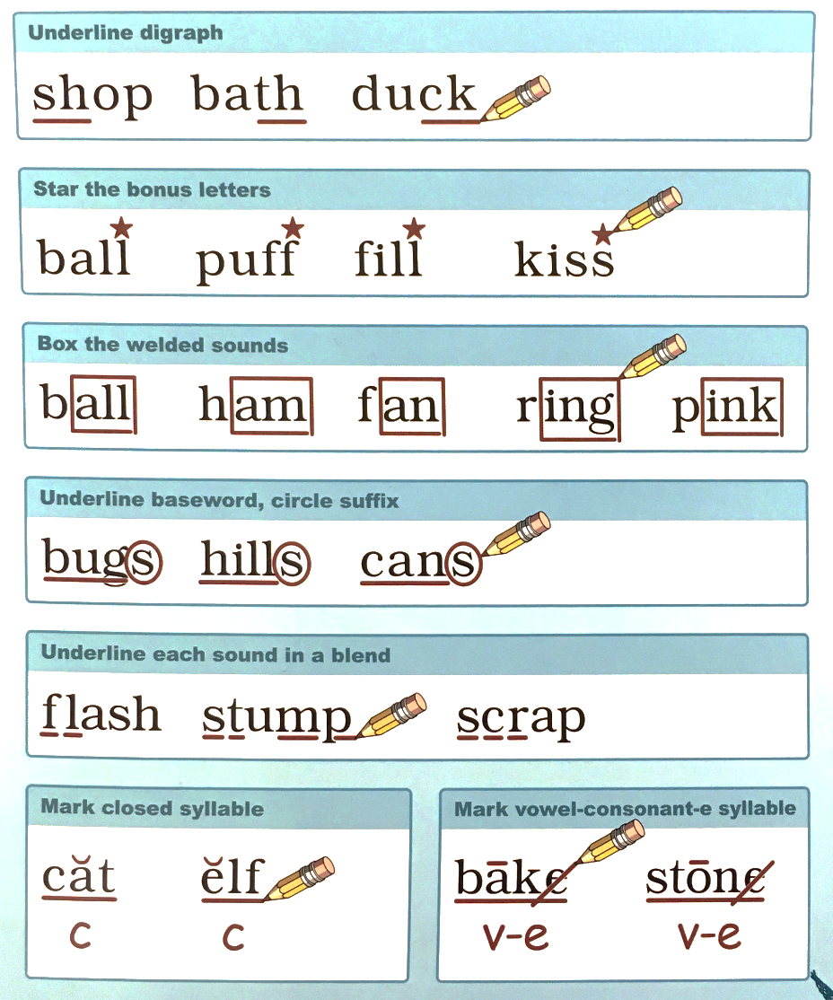 Underline digraph
shop bath duck
Star the bonus letters
ball puff fill kiss
Box the welded sounds
ball ham fan ring pink
Underline baseword, circle suffix
bugs hills cans
Underline each sound in a blend
flash stump scrap
Mark closed syllable
căt ĕlf
c c
Mark vowel-consonant-e syllable
bāke stōne
v-e v-e